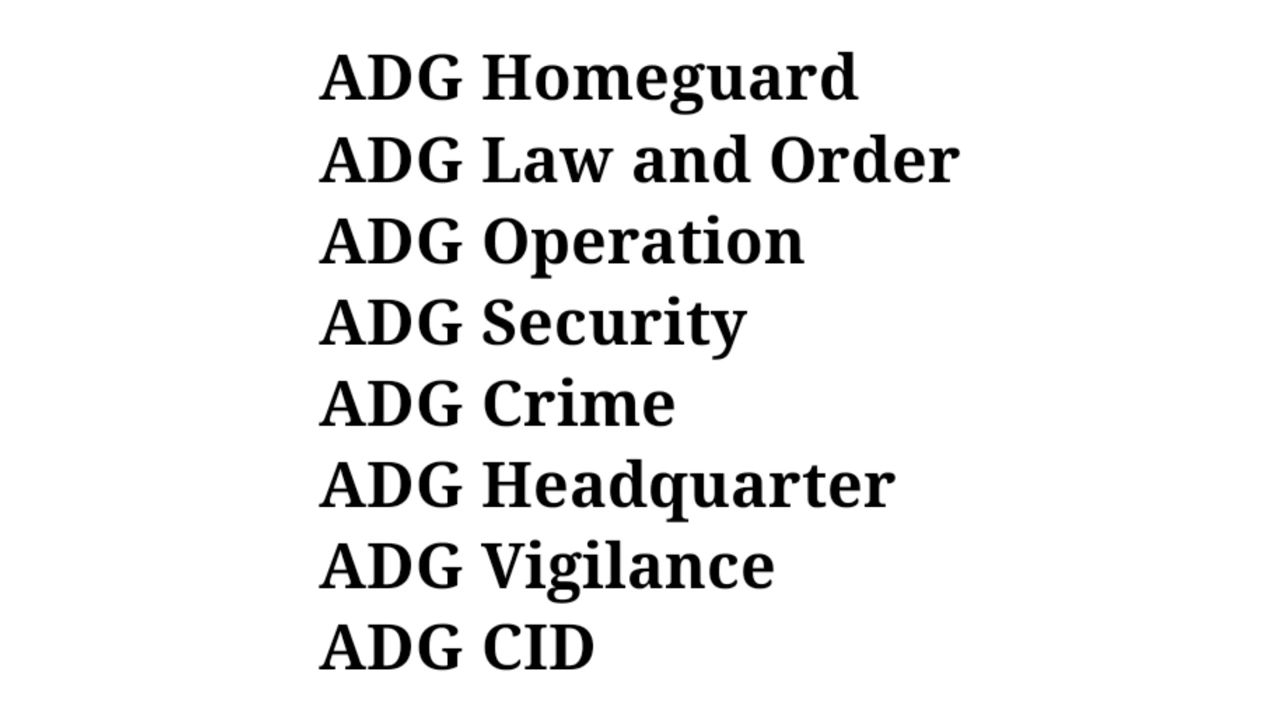 ADG Homeguard
ADG Law and Order
ADG Operation
ADG Security
ADG Crime
ADG Headquarter
ADG Vigilance
ADG CID